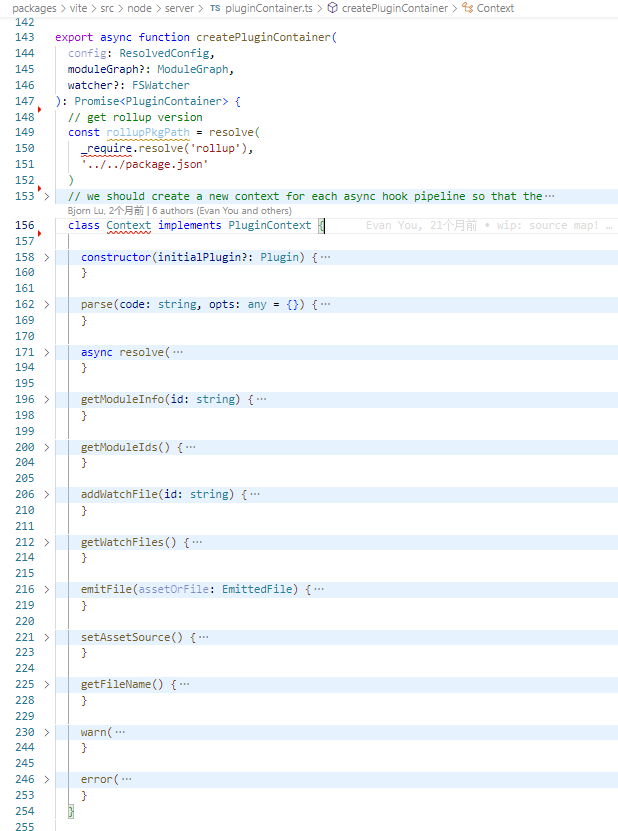 packages > vite > src > node > server > TS pluginContainer.ts > createPluginContainer > Context
142
143 export async function createPluginContainer(
144 config: ResolvedConfig,
145 moduleGraph?: ModuleGraph,
146 watcher?: FSWatcher
147 ): Promise<PluginContainer> {
148 // get rollup version
149 const rollupPkgPath = resolve(
150 _require.resolve('rollup'),
151 '../../package.json'
152 )
153 // we should create a new context for each async hook pipeline so that the ⋯
Bjorn Lu, 2个月前 | 6 authors (Evan You and others)
156 class Context implements PluginContext { Evan You, 21个月前 • wip: source map! …
157
158 constructor(initialPlugin?: Plugin) { ⋯
160 }
161
162 parse(code: string, opts: any = {}) { ⋯
169 }
170
171 async resolve( ⋯
194 }
195
196 getModuleInfo(id: string) { ⋯
198 }
199
200 getModuleIds() { ⋯
204 }
205
206 addWatchFile(id: string) { ⋯
210 }
211
212 getWatchFiles() { ⋯
214 }
215
216 emitFile(assetOrFile: EmittedFile) { ⋯
219 }
220
221 setAssetSource() { ⋯
223 }
224
225 getFileName() { ⋯
228 }
229
230 warn( ⋯
244 }
245
246 error( ⋯
253 }
254 }
255